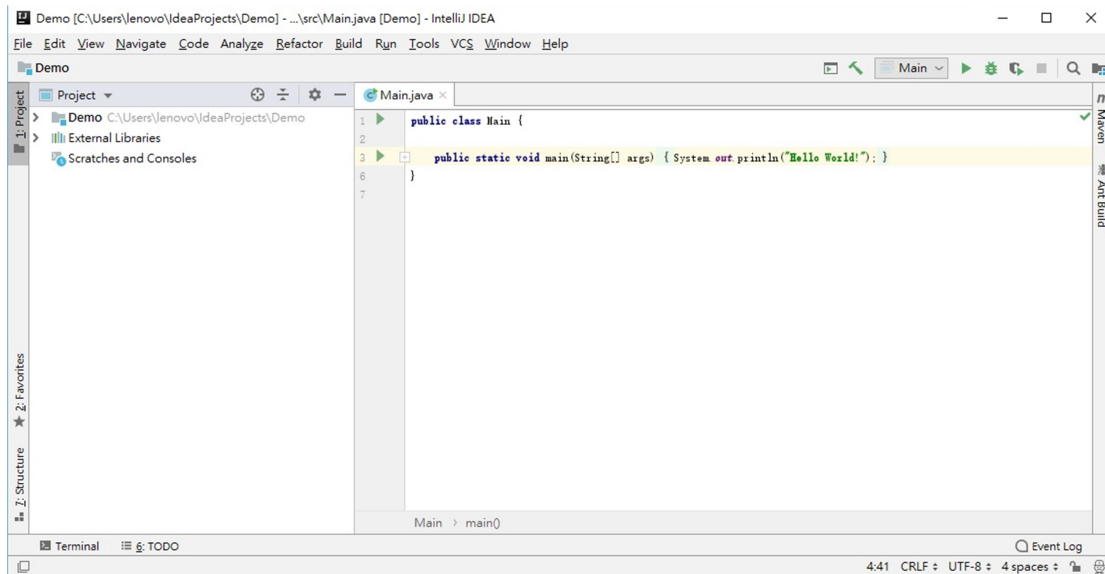 Demo [C:\Users\lenovo\IdeaProjects\Demo] - ...\src\Main.java [Demo] - IntelliJ IDEA
File Edit View Navigate Code Analyze Refactor Build Run Tools VCS Window Help
Demo
Main
1: Project
Project
Demo C:\Users\lenovo\IdeaProjects\Demo
External Libraries
Scratches and Consoles
Main.java
1 public class Main {
2
3 public static void main(String[] args) { System.out.println("Hello World!"); }
6 }
7
Main > main()
Maven
Ant Build
2: Favorites
7: Structure
Terminal 6: TODO Event Log
4:41 CRLF UTF-8 4 spaces